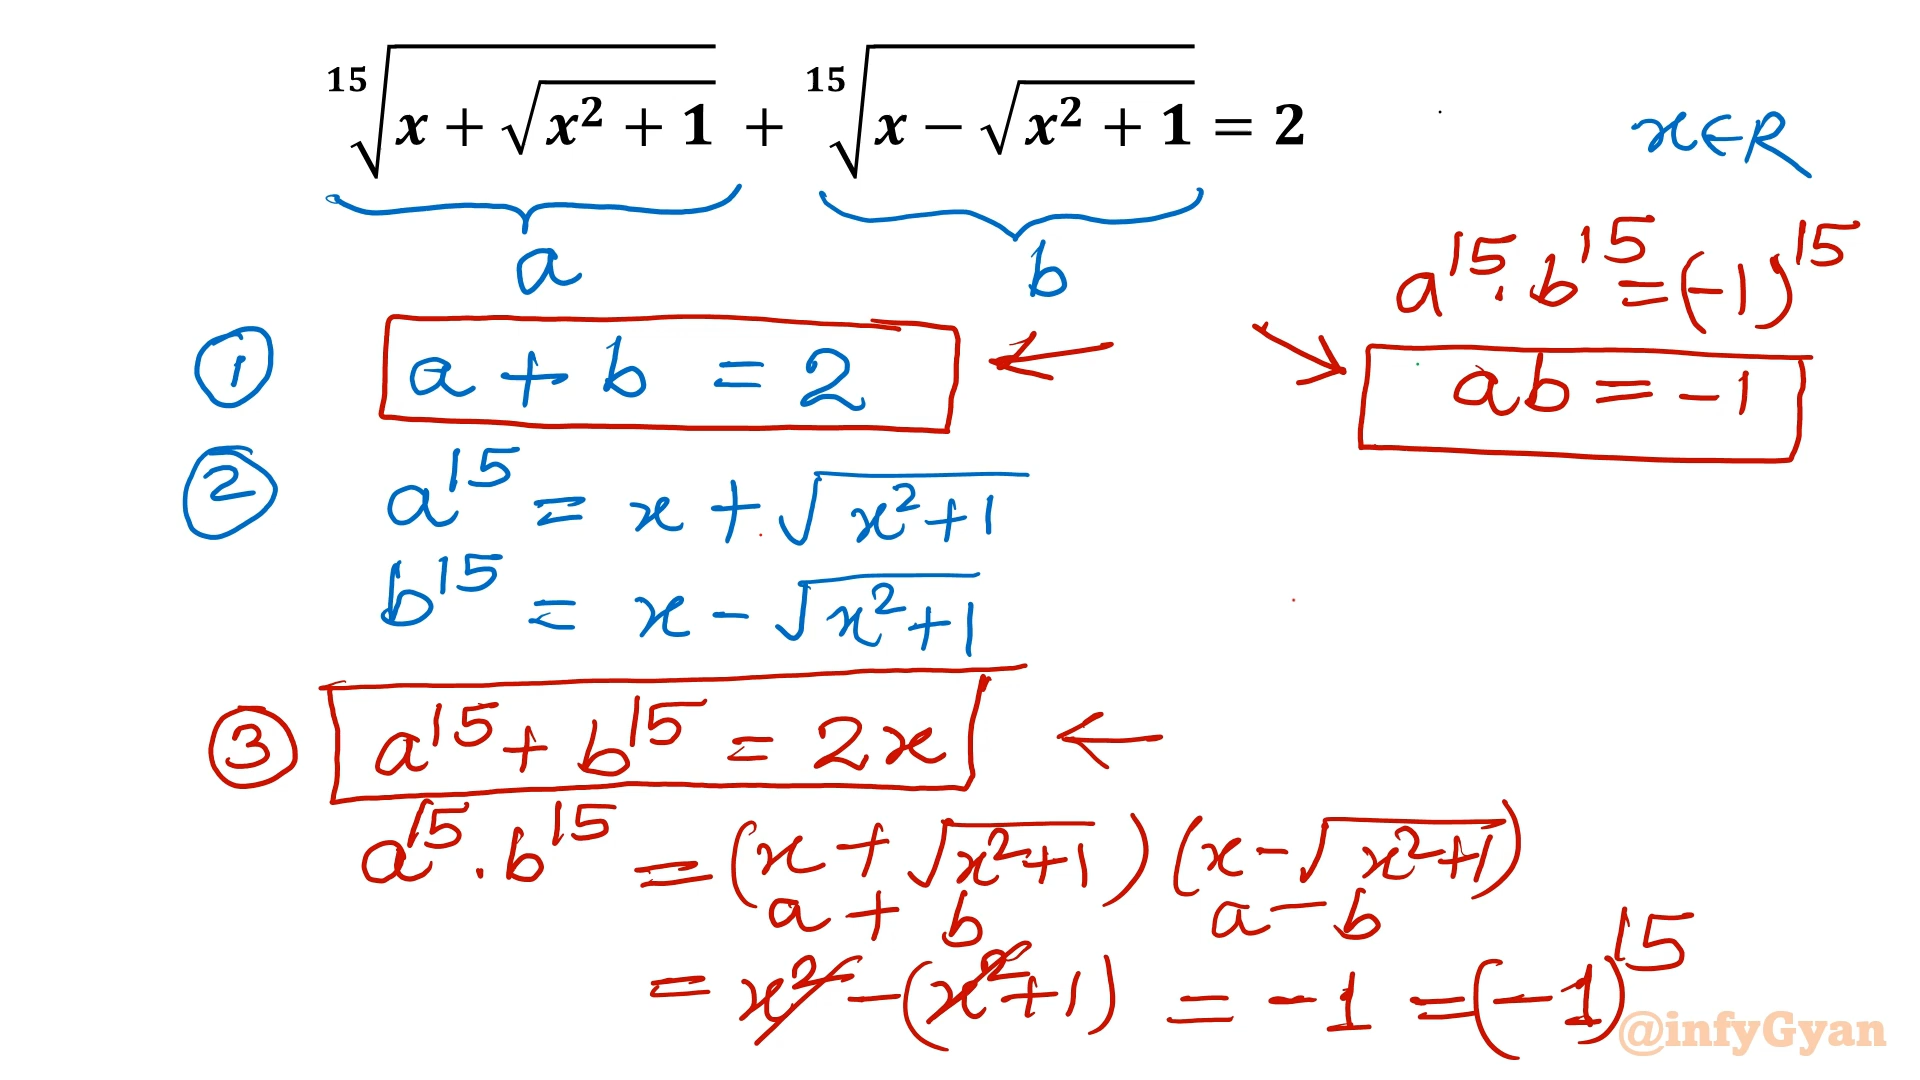 ¹⁵√(x + √(x² + 1)) + ¹⁵√(x − √(x² + 1)) = 2
x ∈ R
a b
a¹⁵ · b¹⁵ = (−1)¹⁵
① a + b = 2
ab = −1
② a¹⁵ = x + √(x² + 1)
b¹⁵ = x − √(x² + 1)
③ a¹⁵ + b¹⁵ = 2x
a¹⁵ · b¹⁵ = (x + √(x² + 1)) (x − √(x² + 1))
a + b a − b
= x² − (x² + 1) = −1 = (−1)¹⁵
@infyGyan